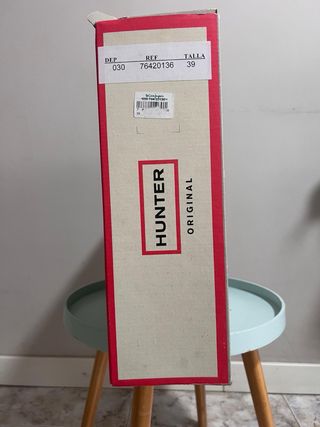 DEP REF TALLA
030 76420136 39
HUNTER
ORIGINAL